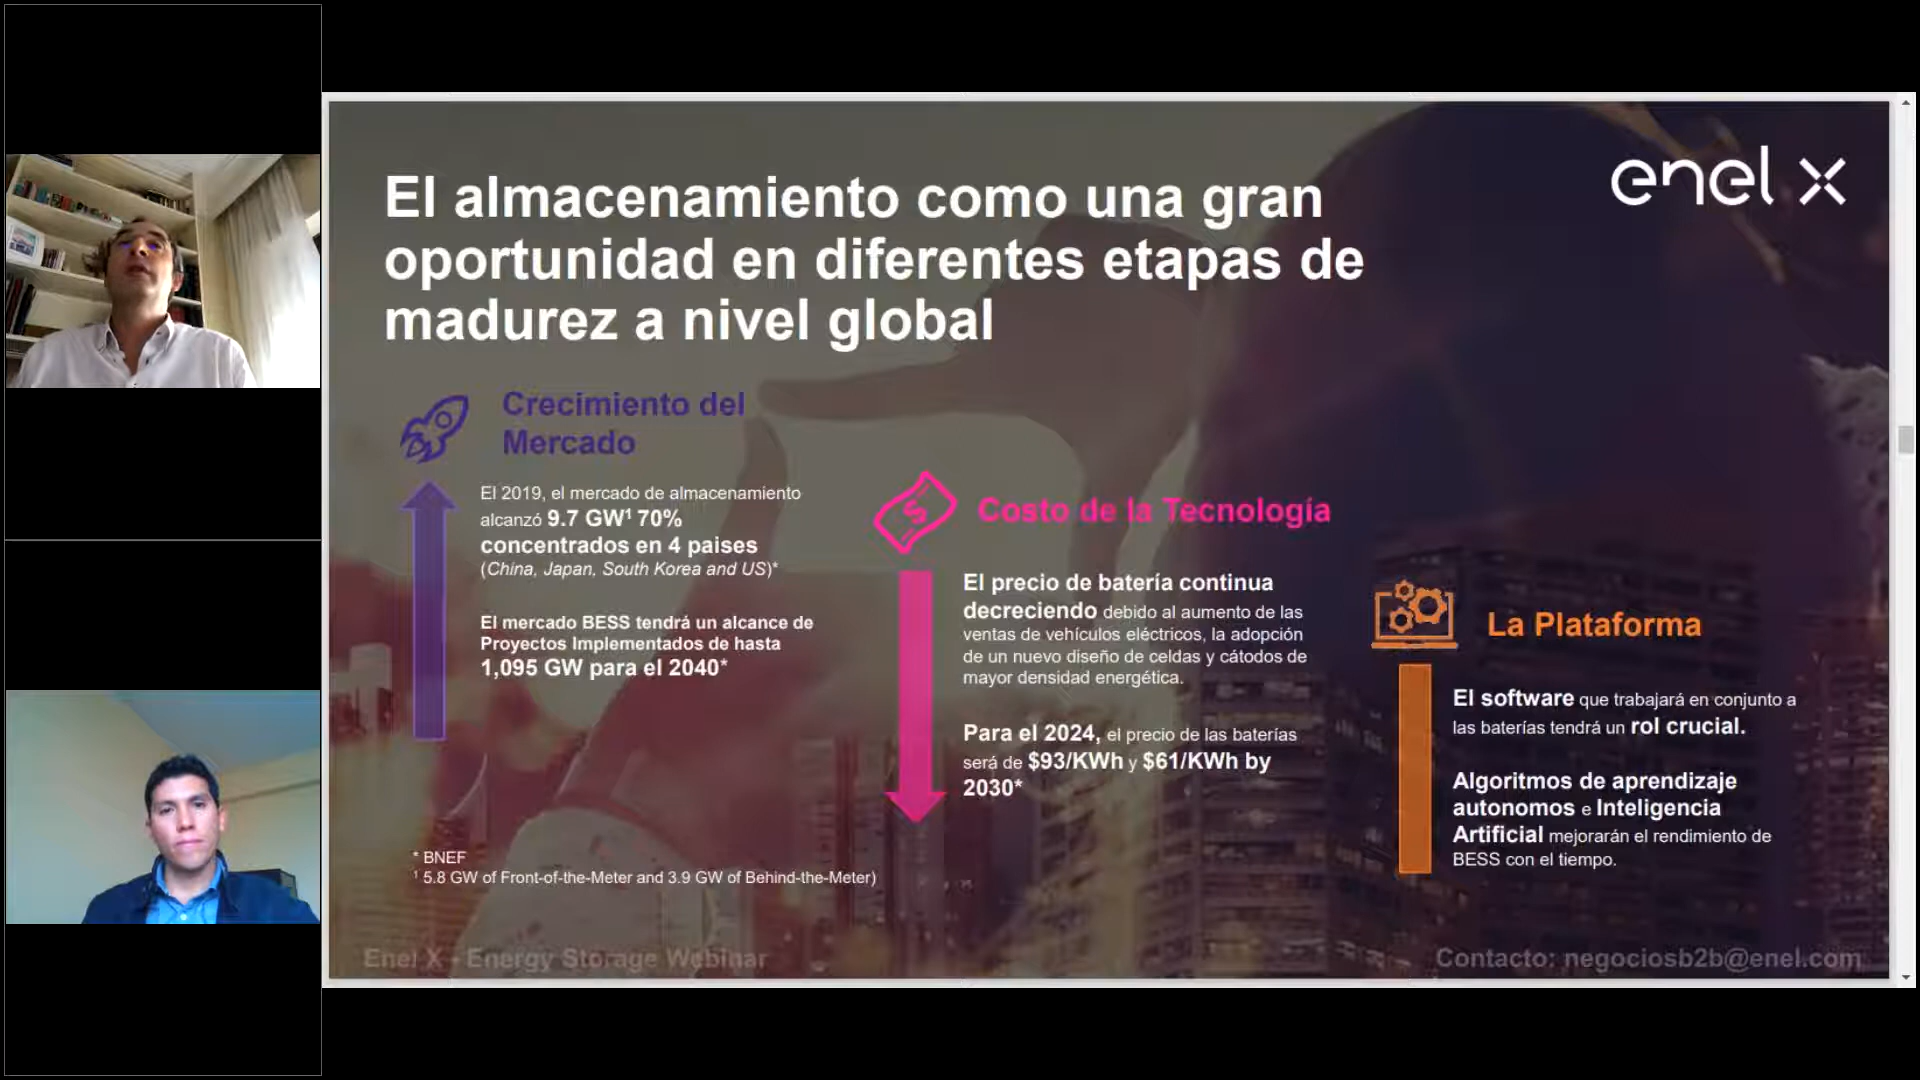 enel x
El almacenamiento como una gran
oportunidad en diferentes etapas de
madurez a nivel global
Crecimiento del
Mercado
El 2019, el mercado de almacenamiento
alcanzó 9.7 GW¹ 70%
concentrados en 4 paises
(China, Japan, South Korea and US)*
El mercado BESS tendrá un alcance de
Proyectos Implementados de hasta
1,095 GW para el 2040*
Costo de la Tecnología
El precio de batería continua
decreciendo debido al aumento de las
ventas de vehículos eléctricos, la adopción
de un nuevo diseño de celdas y cátodos de
mayor densidad energética.
Para el 2024, el precio de las baterías
será de $93/KWh y $61/KWh by
2030*
La Plataforma
El software que trabajará en conjunto a
las baterías tendrá un rol crucial.
Algoritmos de aprendizaje
autonomos e Inteligencia
Artificial mejorarán el rendimiento de
BESS con el tiempo.
* BNEF
¹ 5.8 GW of Front-of-the-Meter and 3.9 GW of Behind-the-Meter)
Enel X - Energy Storage Webinar
Contacto: negociosb2b@enel.com